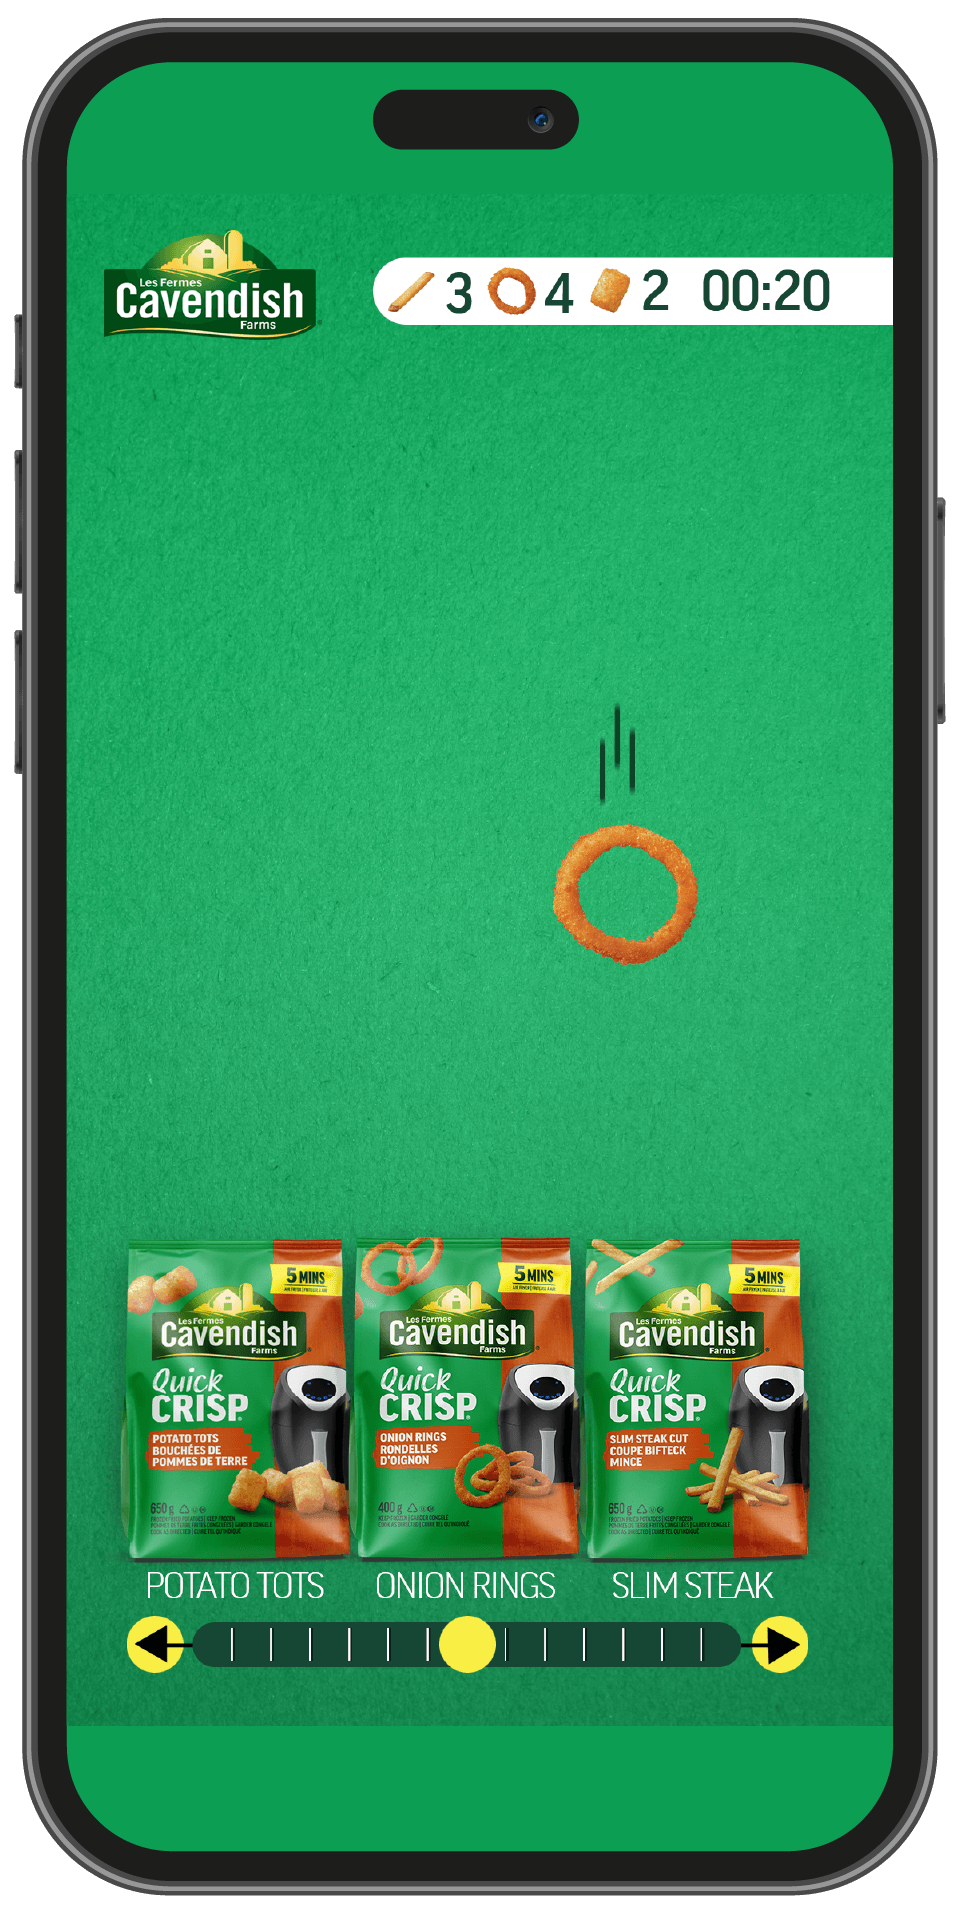 Les Fermes
Cavendish
Farms
3 4 2 00:20
5 MINS
Les Fermes
Cavendish
Farms
Quick
CRISP
POTATO TOTS
BOUCHÉES DE
POMMES DE TERRE
650 g
5 MINS
Les Fermes
Cavendish
Farms
Quick
CRISP
ONION RINGS
RONDELLES
D'OIGNON
400 g
5 MINS
Les Fermes
Cavendish
Farms
Quick
CRISP
SLIM STEAK CUT
COUPE BIFTECK
MINCE
650 g
POTATO TOTS
ONION RINGS
SLIM STEAK